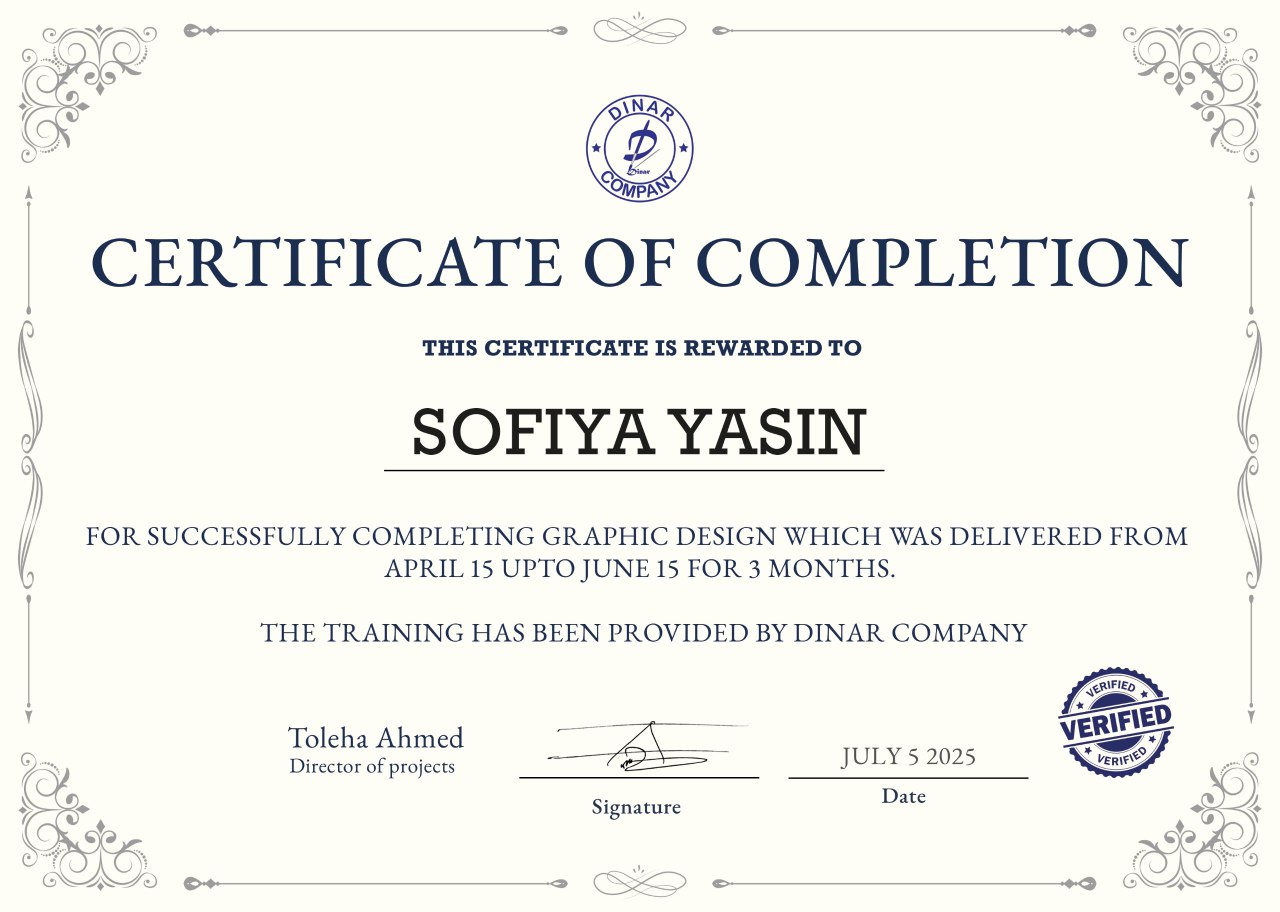 DINAR
Dinar
COMPANY
CERTIFICATE OF COMPLETION
THIS CERTIFICATE IS REWARDED TO
SOFIYA YASIN
FOR SUCCESSFULLY COMPLETING GRAPHIC DESIGN WHICH WAS DELIVERED FROM
APRIL 15 UPTO JUNE 15 FOR 3 MONTHS.
THE TRAINING HAS BEEN PROVIDED BY DINAR COMPANY
VERIFIED
VERIFIED
VERIFIED
Toleha Ahmed
Director of projects
JULY 5 2025
Signature
Date